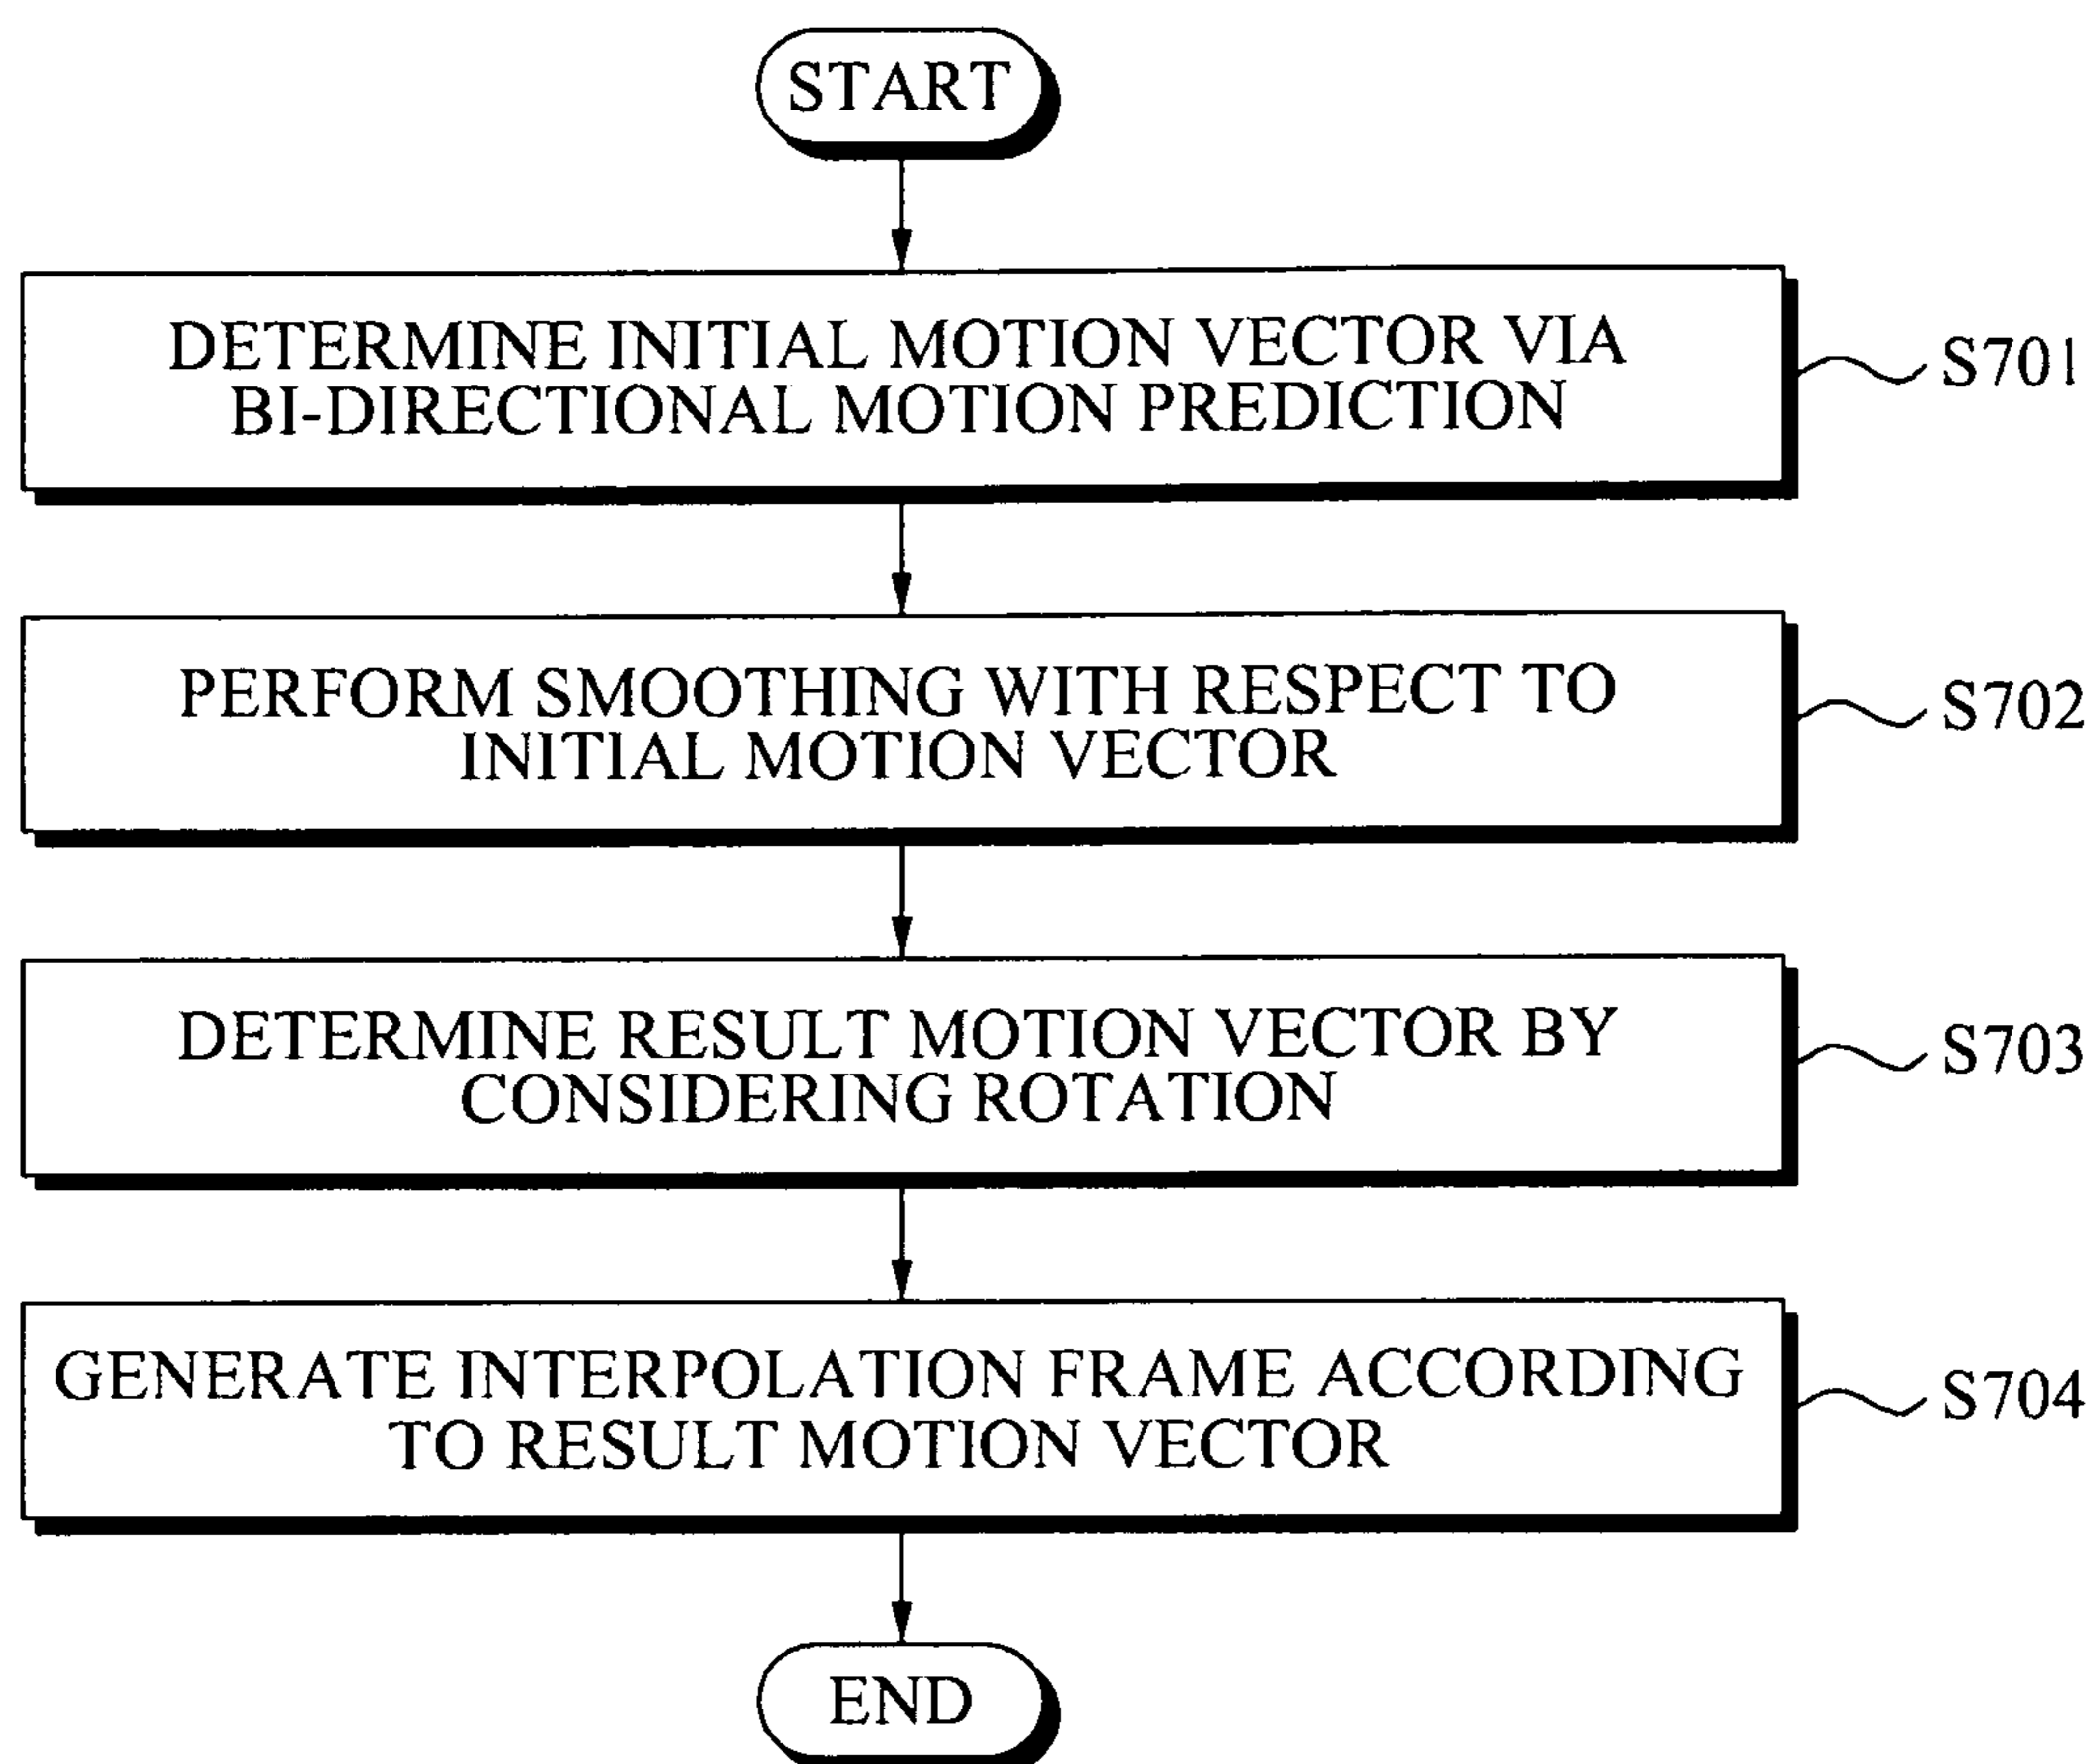 START
DETERMINE INITIAL MOTION VECTOR VIA
BI-DIRECTIONAL MOTION PREDICTION
S701
PERFORM SMOOTHING WITH RESPECT TO
INITIAL MOTION VECTOR
S702
DETERMINE RESULT MOTION VECTOR BY
CONSIDERING ROTATION
S703
GENERATE INTERPOLATION FRAME ACCORDING
TO RESULT MOTION VECTOR
S704
END